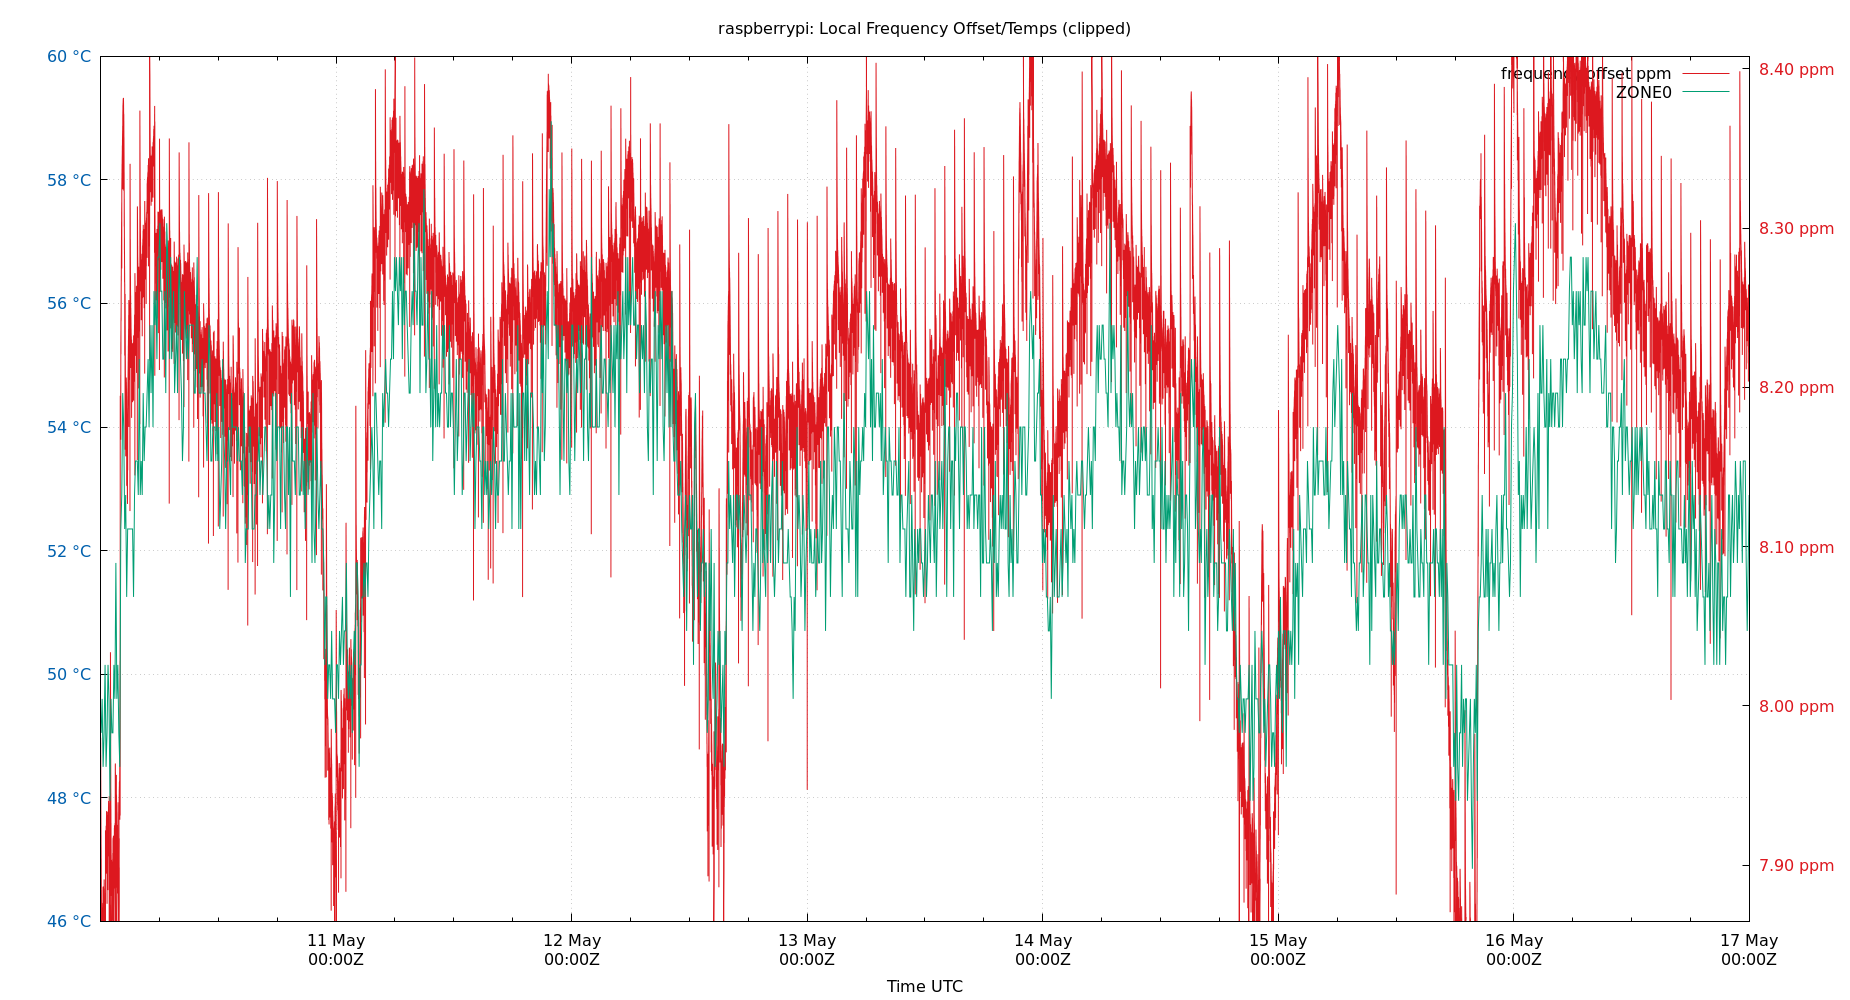 raspberrypi: Local Frequency Offset/Temps (clipped)
60 °C
58 °C
56 °C
54 °C
52 °C
50 °C
48 °C
46 °C
8.40 ppm
8.30 ppm
8.20 ppm
8.10 ppm
8.00 ppm
7.90 ppm
frequency offset ppm
ZONE0
11 May
00:00Z
12 May
00:00Z
13 May
00:00Z
14 May
00:00Z
15 May
00:00Z
16 May
00:00Z
17 May
00:00Z
Time UTC